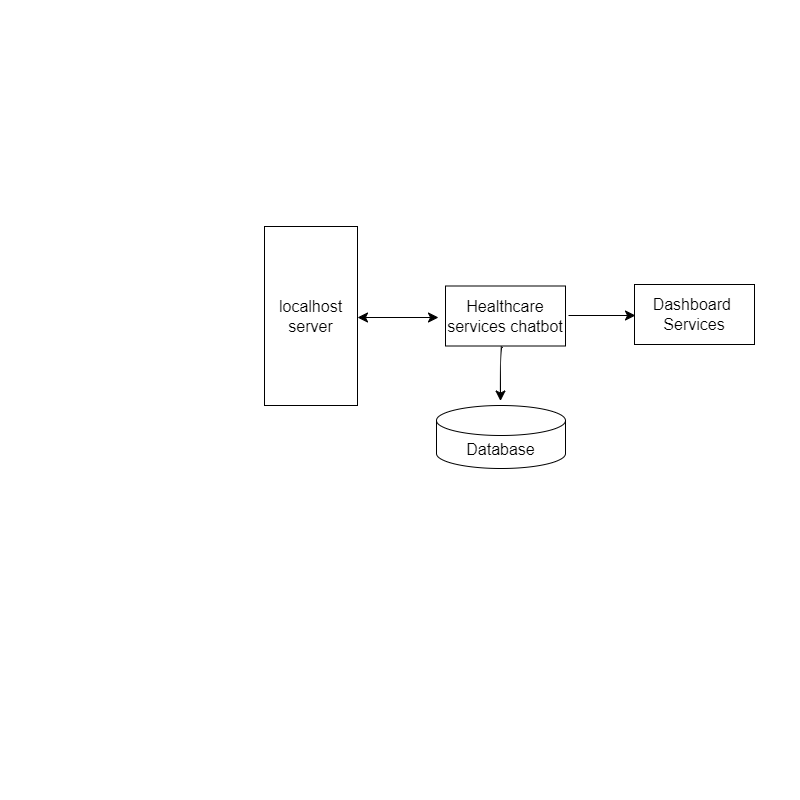 localhost
server
Healthcare
services chatbot
Dashboard
Services
Database